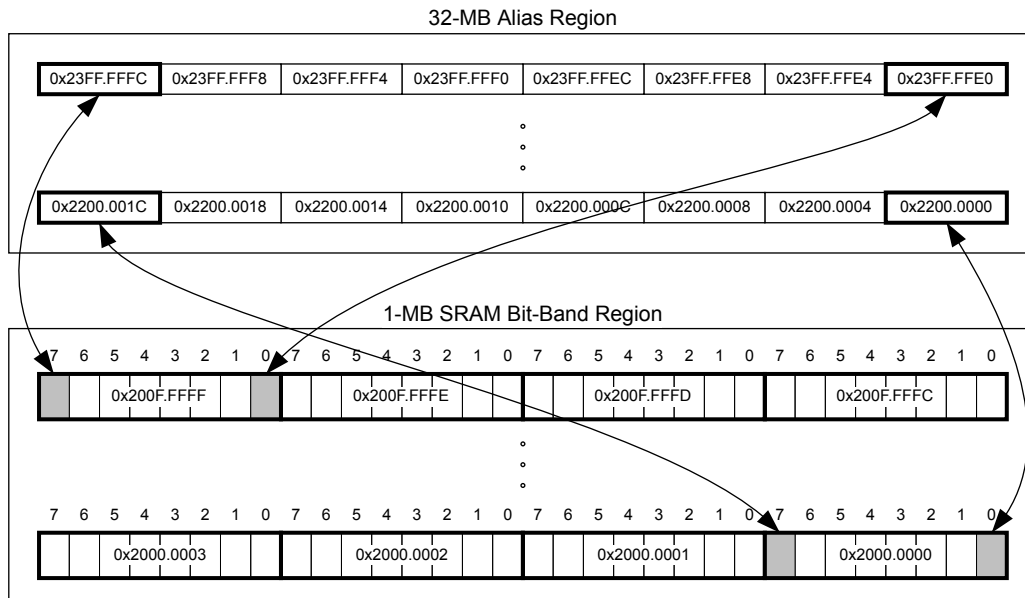 32-MB Alias Region
0x23FF.FFFC 0x23FF.FFF8 0x23FF.FFF4 0x23FF.FFF0 0x23FF.FFEC 0x23FF.FFE8 0x23FF.FFE4 0x23FF.FFE0
0x2200.001C 0x2200.0018 0x2200.0014 0x2200.0010 0x2200.000C 0x2200.0008 0x2200.0004 0x2200.0000
1-MB SRAM Bit-Band Region
7 6 5 4 3 2 1 0 7 6 5 4 3 2 1 0 7 6 5 4 3 2 1 0 7 6 5 4 3 2 1 0
0x200F.FFFF 0x200F.FFFE 0x200F.FFFD 0x200F.FFFC
7 6 5 4 3 2 1 0 7 6 5 4 3 2 1 0 7 6 5 4 3 2 1 0 7 6 5 4 3 2 1 0
0x2000.0003 0x2000.0002 0x2000.0001 0x2000.0000